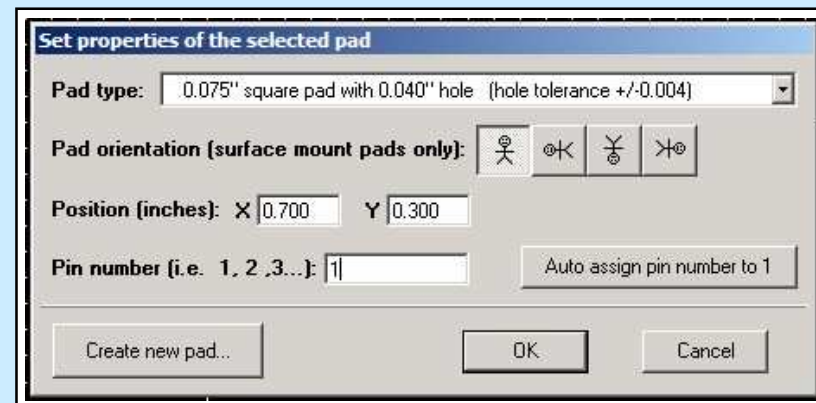 Set properties of the selected pad
Pad type: 0.075" square pad with 0.040" hole (hole tolerance +/-0.004)
Pad orientation (surface mount pads only):
Position (inches): X 0.700 Y 0.300
Pin number (i.e. 1, 2 ,3...): 1 Auto assign pin number to 1
Create new pad... OK Cancel